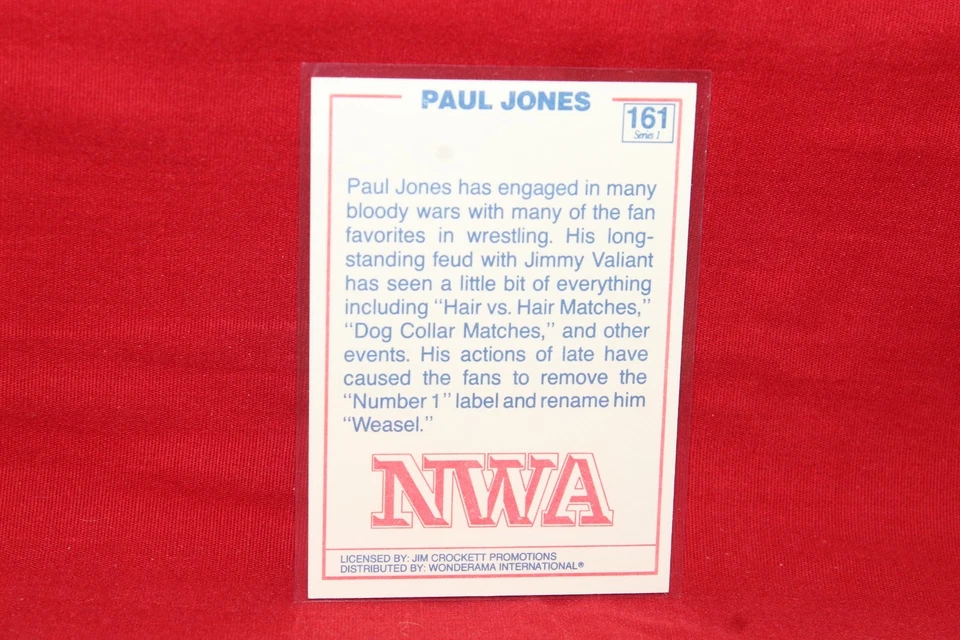 PAUL JONES
161
Series 1
Paul Jones has engaged in many
bloody wars with many of the fan
favorites in wrestling. His long-
standing feud with Jimmy Valiant
has seen a little bit of everything
including "Hair vs. Hair Matches,"
"Dog Collar Matches," and other
events. His actions of late have
caused the fans to remove the
"Number 1" label and rename him
"Weasel."
NWA
LICENSED BY: JIM CROCKETT PROMOTIONS
DISTRIBUTED BY: WONDERAMA INTERNATIONAL®